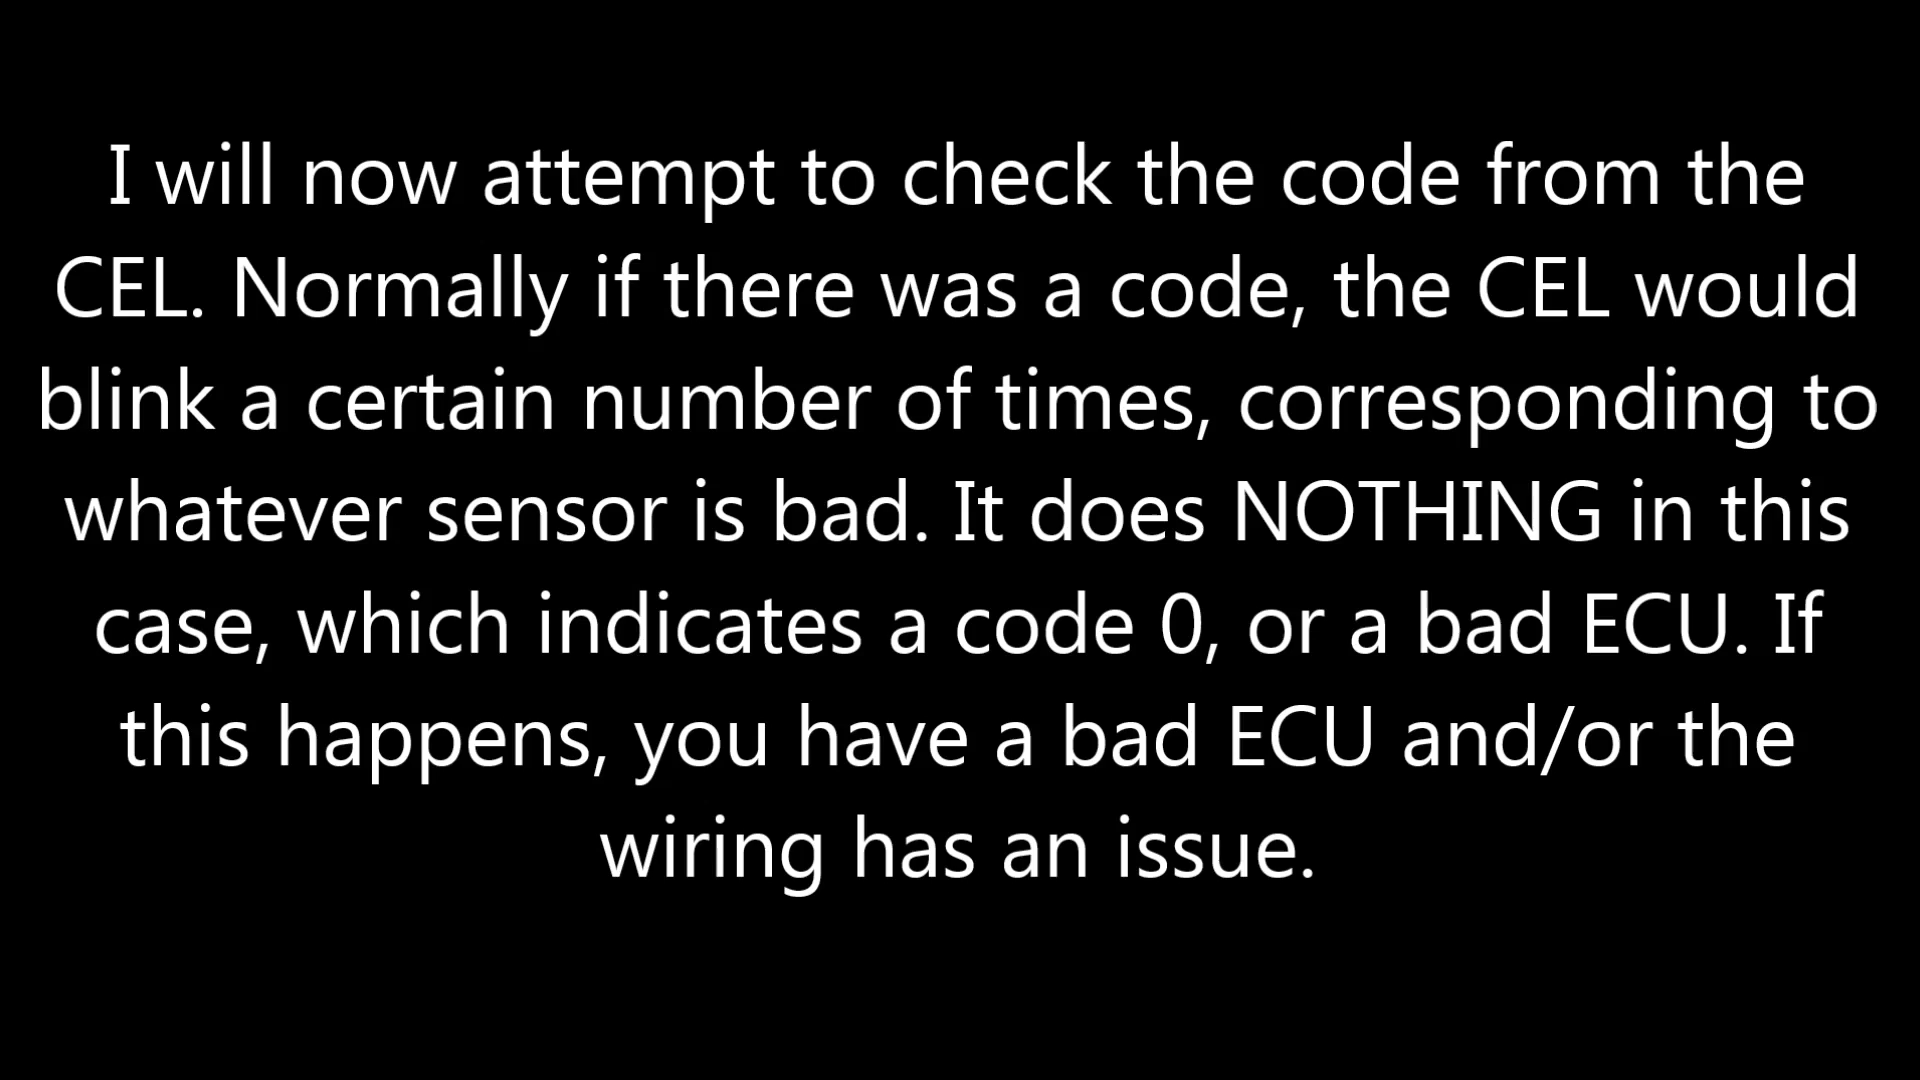 I will now attempt to check the code from the
CEL. Normally if there was a code, the CEL would
blink a certain number of times, corresponding to
whatever sensor is bad. It does NOTHING in this
case, which indicates a code 0, or a bad ECU. If
this happens, you have a bad ECU and/or the
wiring has an issue.